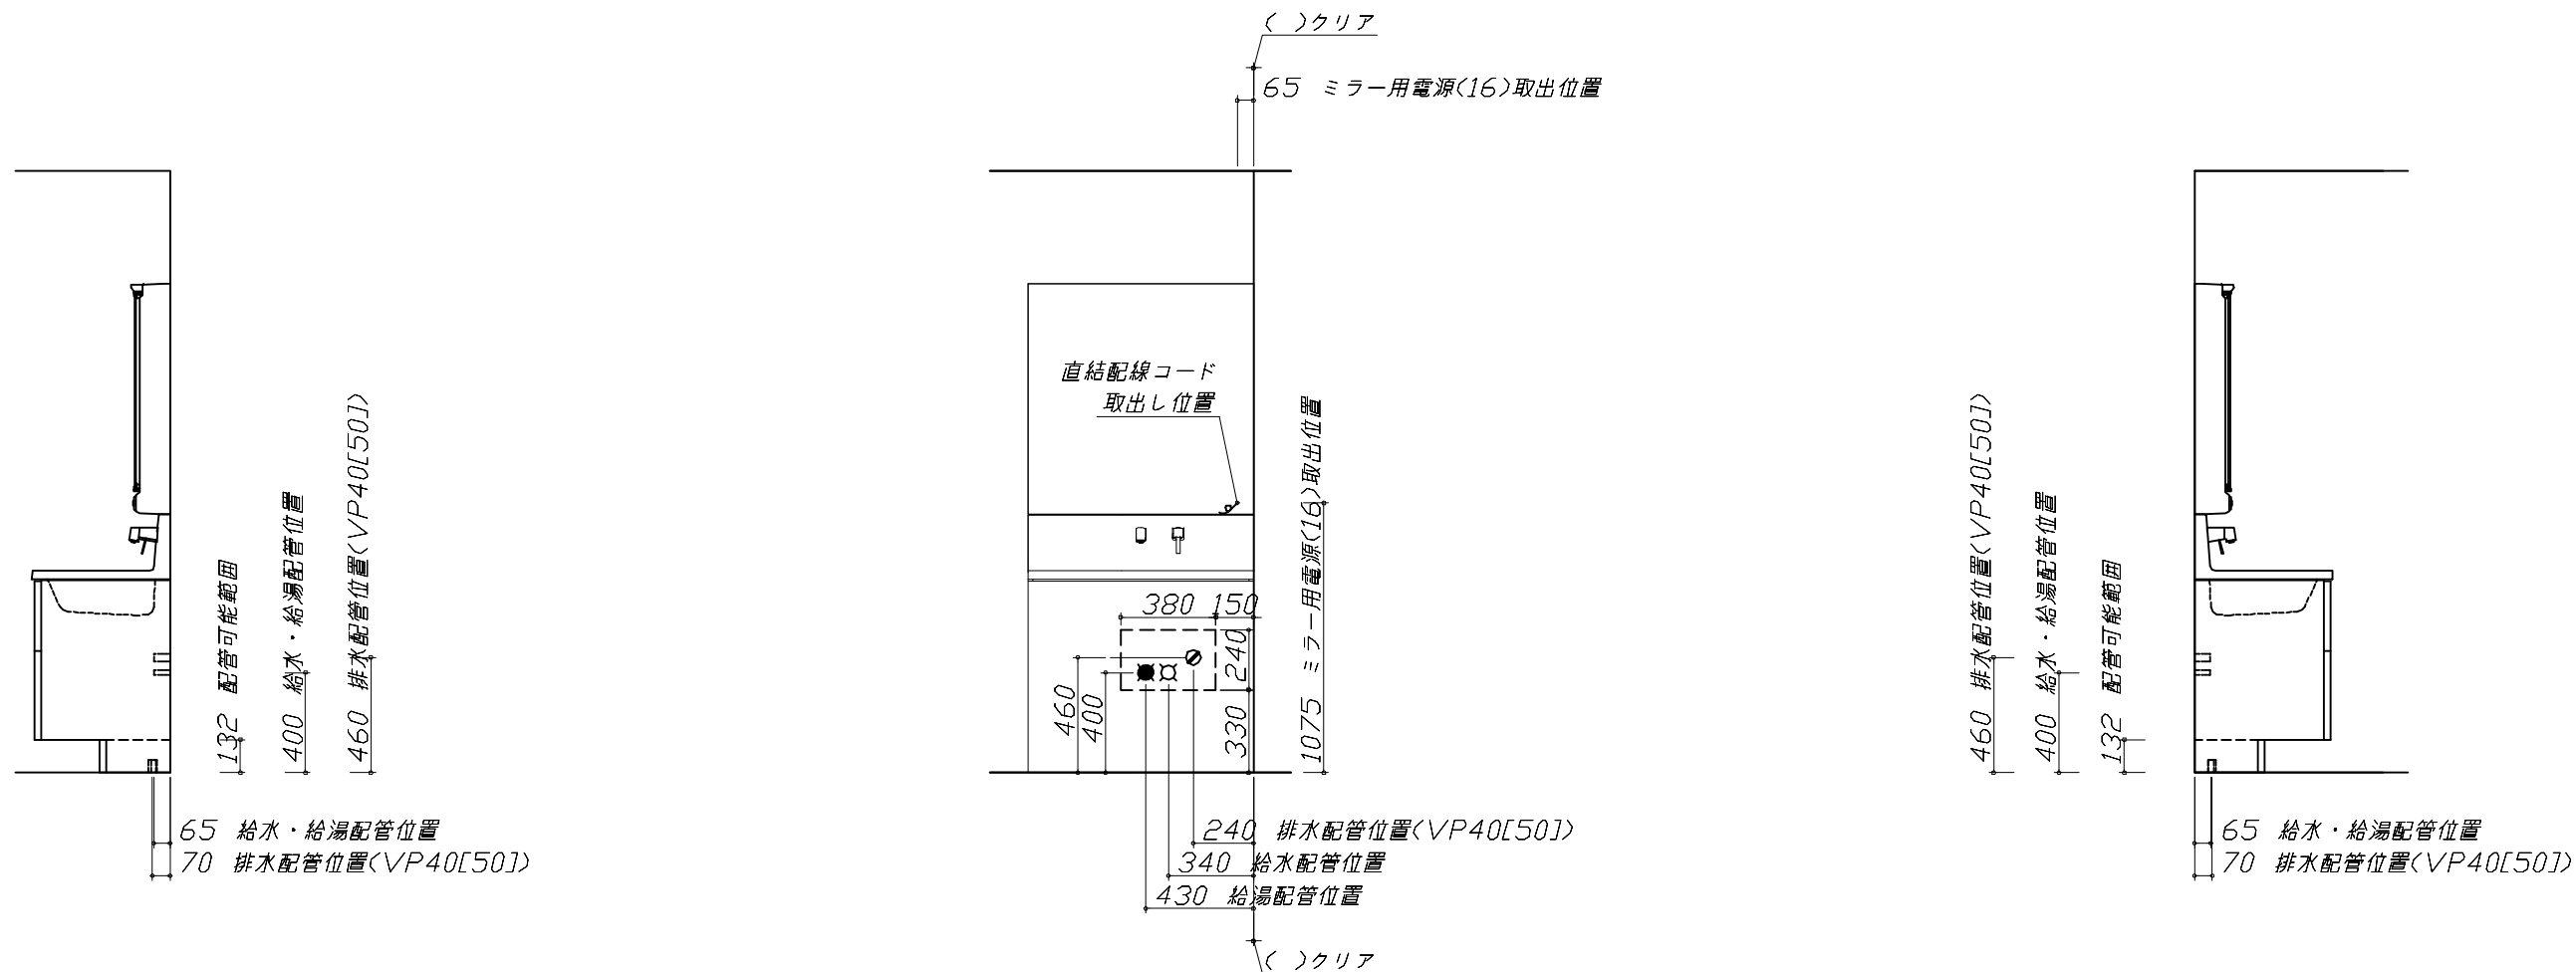 ( )クリア
65 ミラー用電源(16)取出位置
直結配線コード
取出し位置
1075 ミラー用電源(16)取出位置
132 配管可能範囲
400 給水・給湯配管位置
460 排水配管位置(VP40[50])
65 給水・給湯配管位置
70 排水配管位置(VP40[50])
380
150
240
330
460
400
240 排水配管位置(VP40[50])
340 給水配管位置
430 給湯配管位置
( )クリア
460 排水配管位置(VP40[50])
400 給水・給湯配管位置
132 配管可能範囲
65 給水・給湯配管位置
70 排水配管位置(VP40[50])